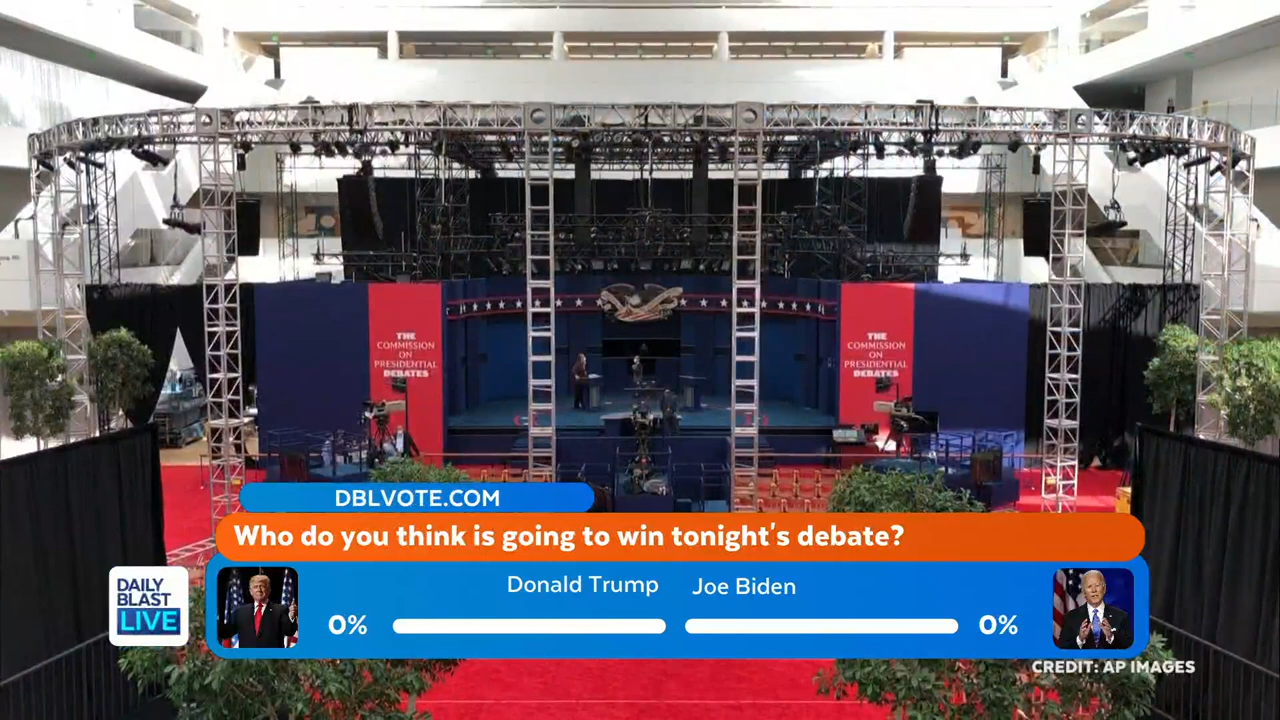 THE
COMMISSION
ON
PRESIDENTIAL
DEBATES
THE
COMMISSION
ON
PRESIDENTIAL
DEBATES
DBLVOTE.COM
Who do you think is going to win tonight's debate?
DAILY
BLAST
LIVE
Donald Trump
Joe Biden
0%
0%
CREDIT: AP IMAGES